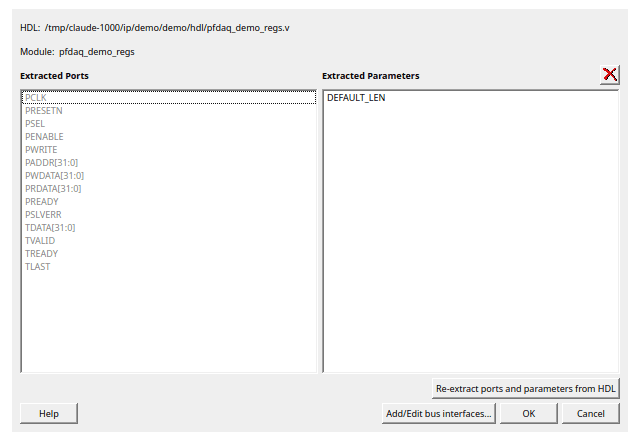 HDL: /tmp/claude-1000/ip/demo/demo/hdl/pfdaq_demo_regs.v
Module: pfdaq_demo_regs
Extracted Ports
Extracted Parameters
PCLK
PRESETN
PSEL
PENABLE
PWRITE
PADDR[31:0]
PWDATA[31:0]
PRDATA[31:0]
PREADY
PSLVERR
TDATA[31:0]
TVALID
TREADY
TLAST
DEFAULT_LEN
Re-extract ports and parameters from HDL
Help
Add/Edit bus interfaces...
OK
Cancel